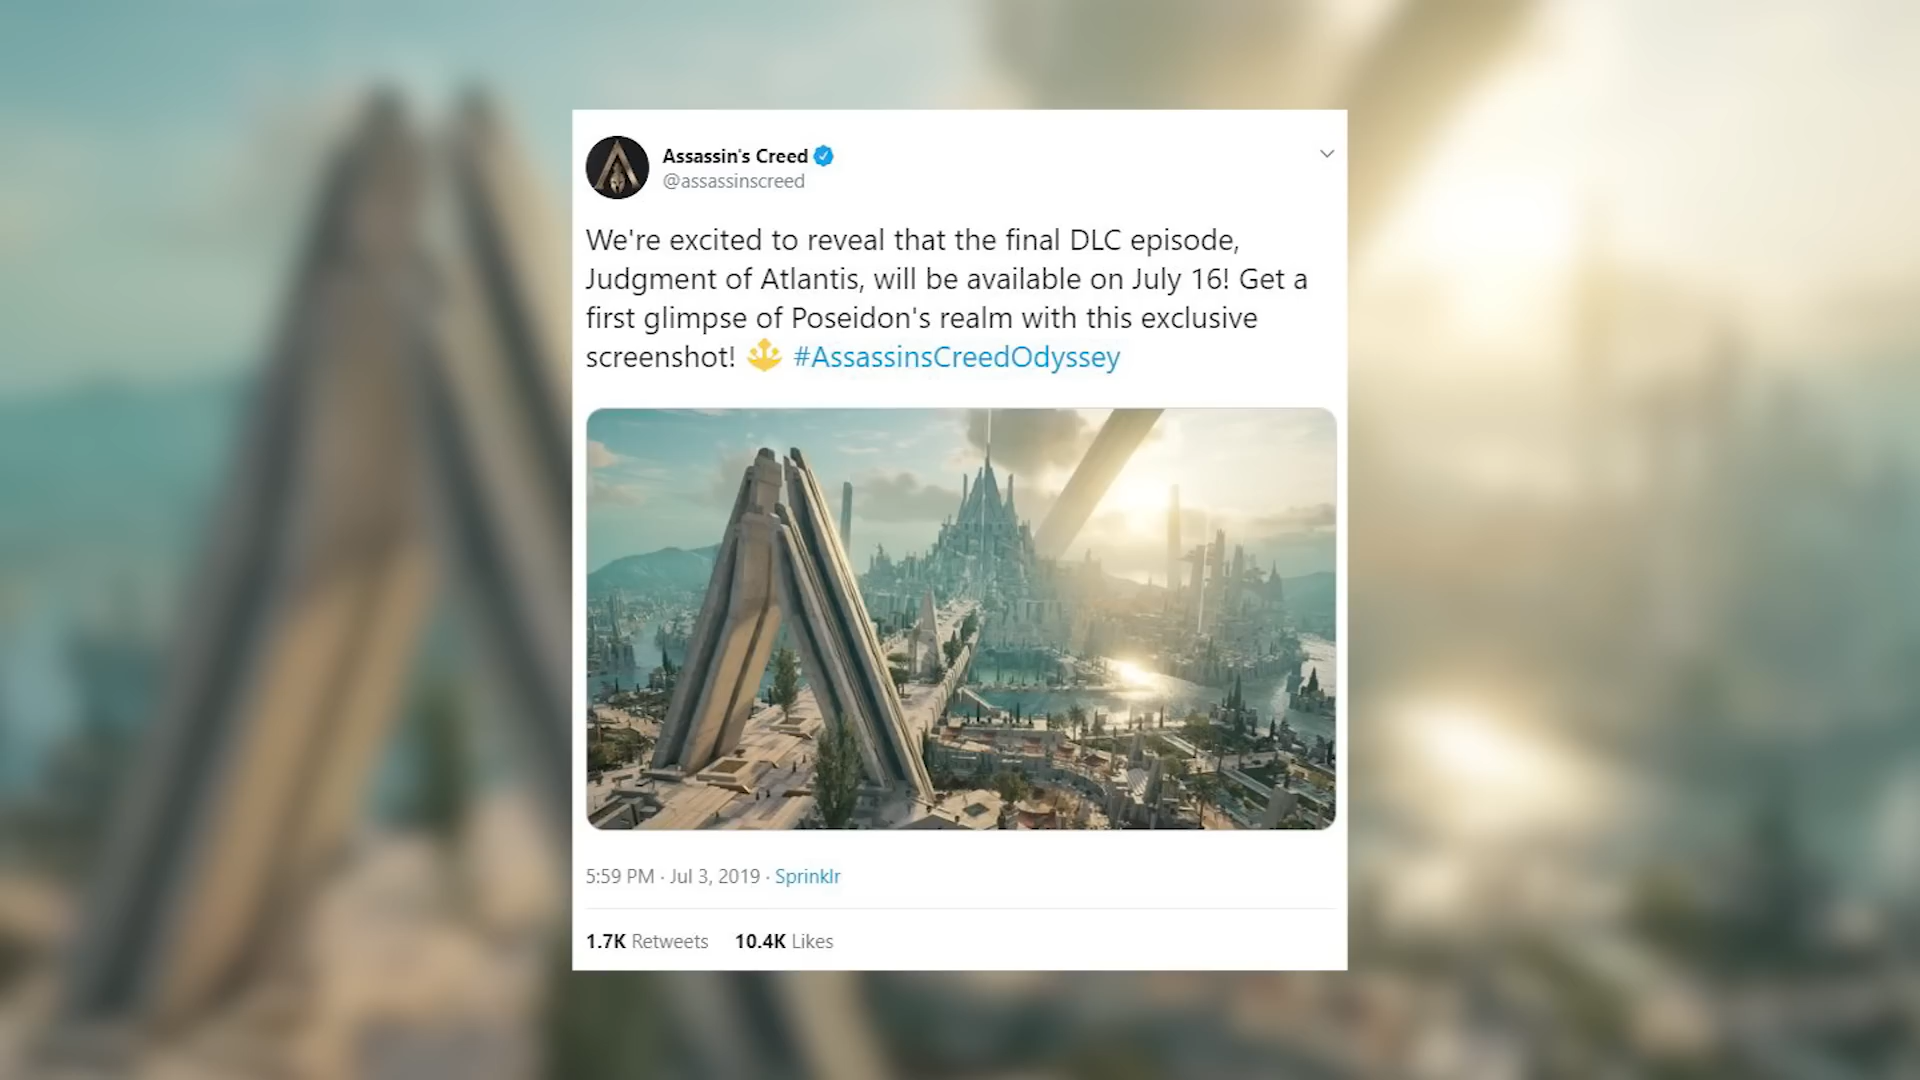 Assassin's Creed
@assassinscreed
We're excited to reveal that the final DLC episode,
Judgment of Atlantis, will be available on July 16! Get a
first glimpse of Poseidon's realm with this exclusive
screenshot! 🔱 #AssassinsCreedOdyssey
5:59 PM · Jul 3, 2019 · Sprinklr
1.7K Retweets 10.4K Likes